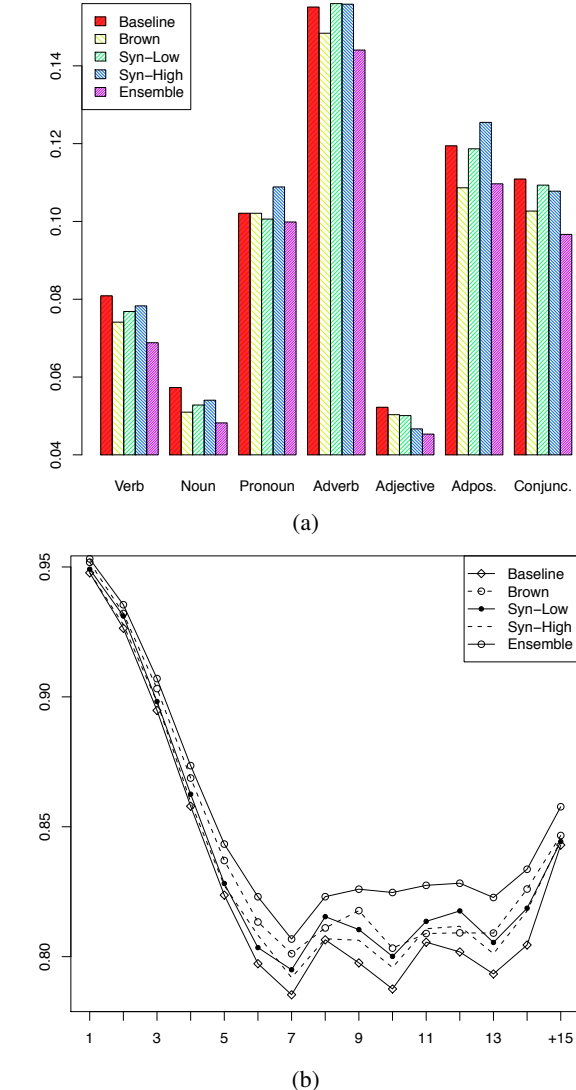 Baseline
Brown
Syn−Low
Syn−High
Ensemble
0.14
0.12
0.10
0.08
0.06
0.04
Verb Noun Pronoun Adverb Adjective Adpos. Conjunc.
(a)
Baseline
Brown
Syn−Low
Syn−High
Ensemble
0.95
0.90
0.85
0.80
1 3 5 7 9 11 13 +15
(b)